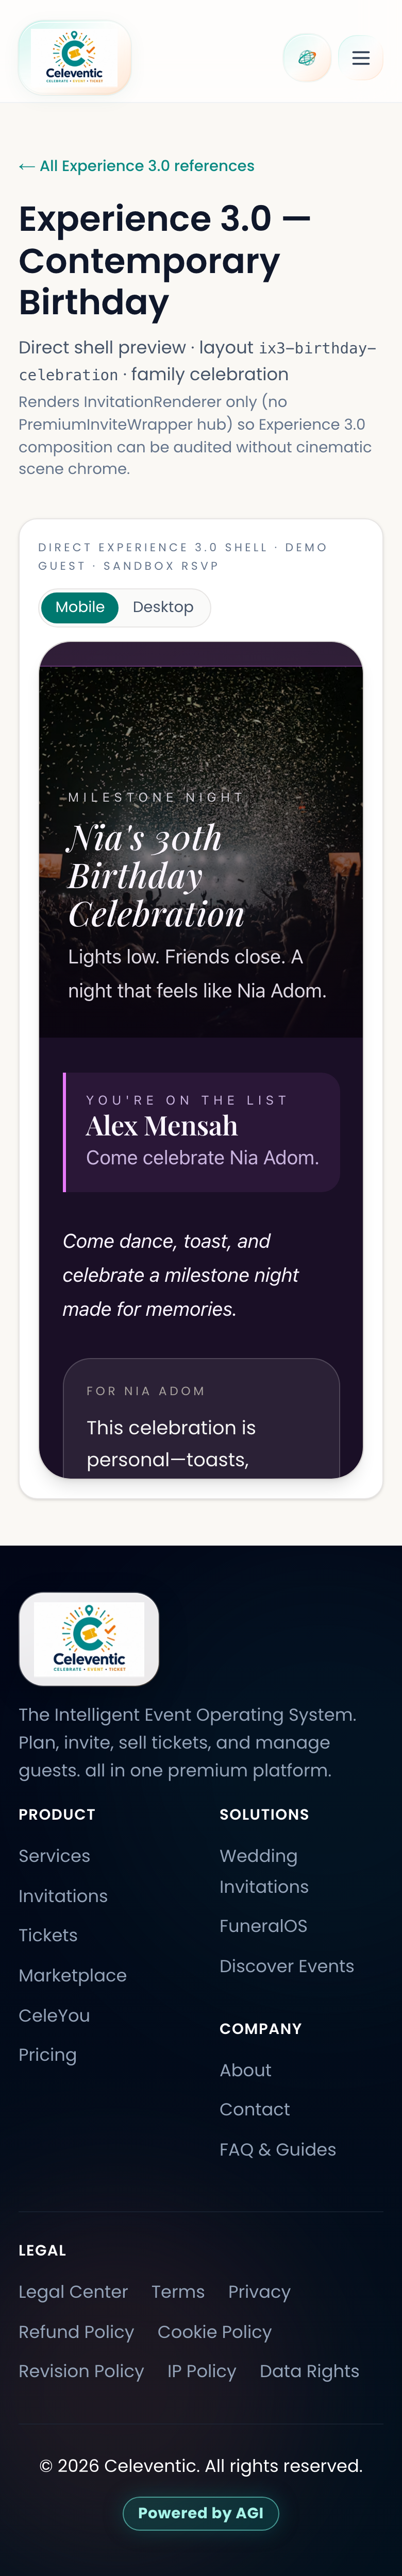 Celeventic
CELEBRATE • EVENT • TICKET
← All Experience 3.0 references
Experience 3.0 —
Contemporary
Birthday
Direct shell preview · layout ix3-birthday-
celebration · family celebration
Renders InvitationRenderer only (no
PremiumInviteWrapper hub) so Experience 3.0
composition can be audited without cinematic
scene chrome.
DIRECT EXPERIENCE 3.0 SHELL · DEMO
GUEST · SANDBOX RSVP
Mobile Desktop
MILESTONE NIGHT
Nia's 30th
Birthday
Celebration
Lights low. Friends close. A
night that feels like Nia Adom.
YOU'RE ON THE LIST
Alex Mensah
Come celebrate Nia Adom.
Come dance, toast, and
celebrate a milestone night
made for memories.
FOR NIA ADOM
This celebration is
personal—toasts,
Celeventic
CELEBRATE • EVENT • TICKET
The Intelligent Event Operating System.
Plan, invite, sell tickets, and manage
guests. all in one premium platform.
PRODUCT
Services
Invitations
Tickets
Marketplace
CeleYou
Pricing
SOLUTIONS
Wedding
Invitations
FuneralOS
Discover Events
COMPANY
About
Contact
FAQ & Guides
LEGAL
Legal Center Terms Privacy
Refund Policy Cookie Policy
Revision Policy IP Policy Data Rights
© 2026 Celeventic. All rights reserved.
Powered by AGI